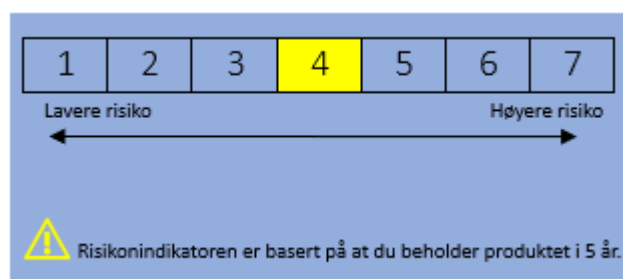 1 2 3 4 5 6 7
Lavere risiko Høyere risiko
Risikonindikatoren er basert på at du beholder produktet i 5 år.